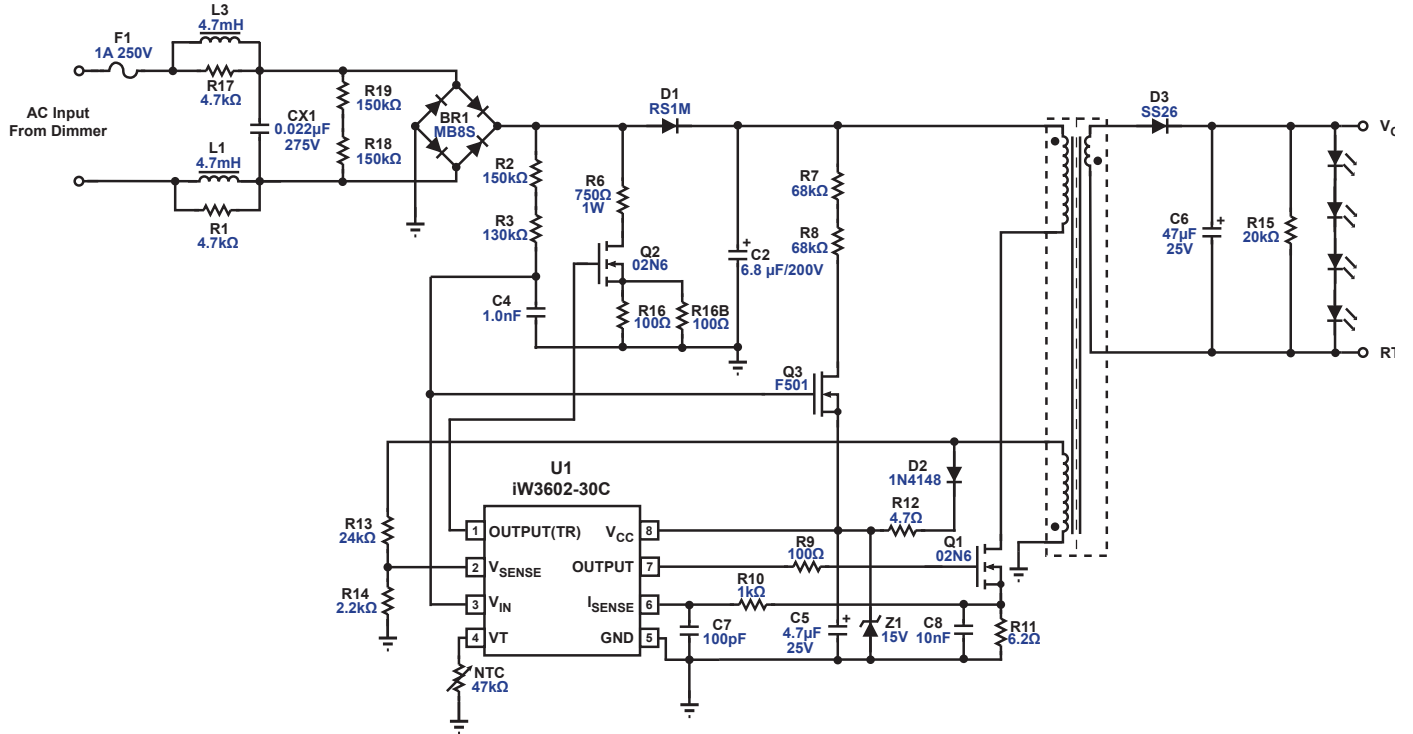 L3
4.7mH
F1
1A 250V
R17
4.7kΩ
AC Input
From Dimmer
CX1
0.022µF
275V
L1
4.7mH
R1
4.7kΩ
R19
150kΩ
R18
150kΩ
BR1
MB8S
D1
RS1M
R2
150kΩ
R3
130kΩ
C4
1.0nF
R6
750Ω
1W
Q2
02N6
R16
100Ω
R16B
100Ω
C2
+
6.8 µF/200V
R7
68kΩ
R8
68kΩ
Q3
F501
D3
SS26
C6
+
47µF
25V
R15
20kΩ
U1
iW3602-30C
1 OUTPUT(TR)
2 VSENSE
3 VIN
4 VT
VCC 8
OUTPUT 7
ISENSE 6
GND 5
R13
24kΩ
R14
2.2kΩ
NTC
47kΩ
D2
1N4148
R12
4.7Ω
R9
100Ω
Q1
02N6
R10
1kΩ
C7
100pF
C5
+
4.7µF
25V
Z1
15V
C8
10nF
R11
6.2Ω